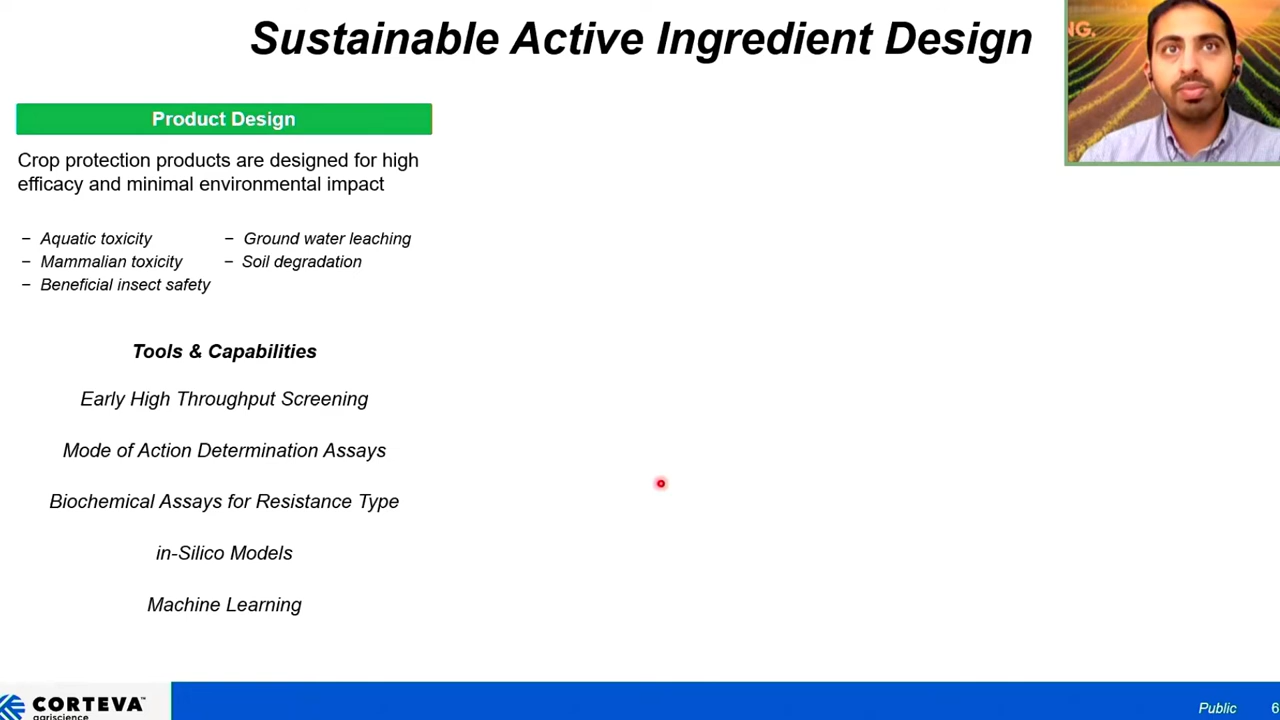 Sustainable Active Ingredient Design
NG.
Product Design
Crop protection products are designed for high
efficacy and minimal environmental impact
− Aquatic toxicity
− Mammalian toxicity
− Beneficial insect safety
− Ground water leaching
− Soil degradation
Tools & Capabilities
Early High Throughput Screening
Mode of Action Determination Assays
Biochemical Assays for Resistance Type
in-Silico Models
Machine Learning
CORTEVA™
agriscience
Public 6